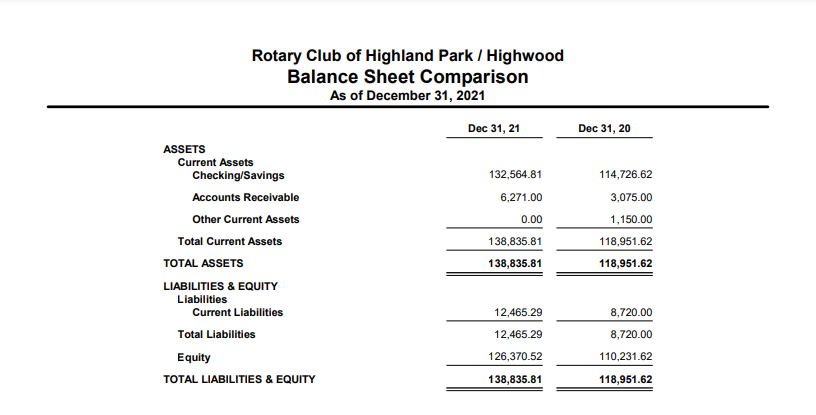 Rotary Club of Highland Park / Highwood
Balance Sheet Comparison
As of December 31, 2021
Dec 31, 21 Dec 31, 20
ASSETS
Current Assets
Checking/Savings 132,564.81 114,726.62
Accounts Receivable 6,271.00 3,075.00
Other Current Assets 0.00 1,150.00
Total Current Assets 138,835.81 118,951.62
TOTAL ASSETS 138,835.81 118,951.62
LIABILITIES & EQUITY
Liabilities
Current Liabilities 12,465.29 8,720.00
Total Liabilities 12,465.29 8,720.00
Equity 126,370.52 110,231.62
TOTAL LIABILITIES & EQUITY 138,835.81 118,951.62